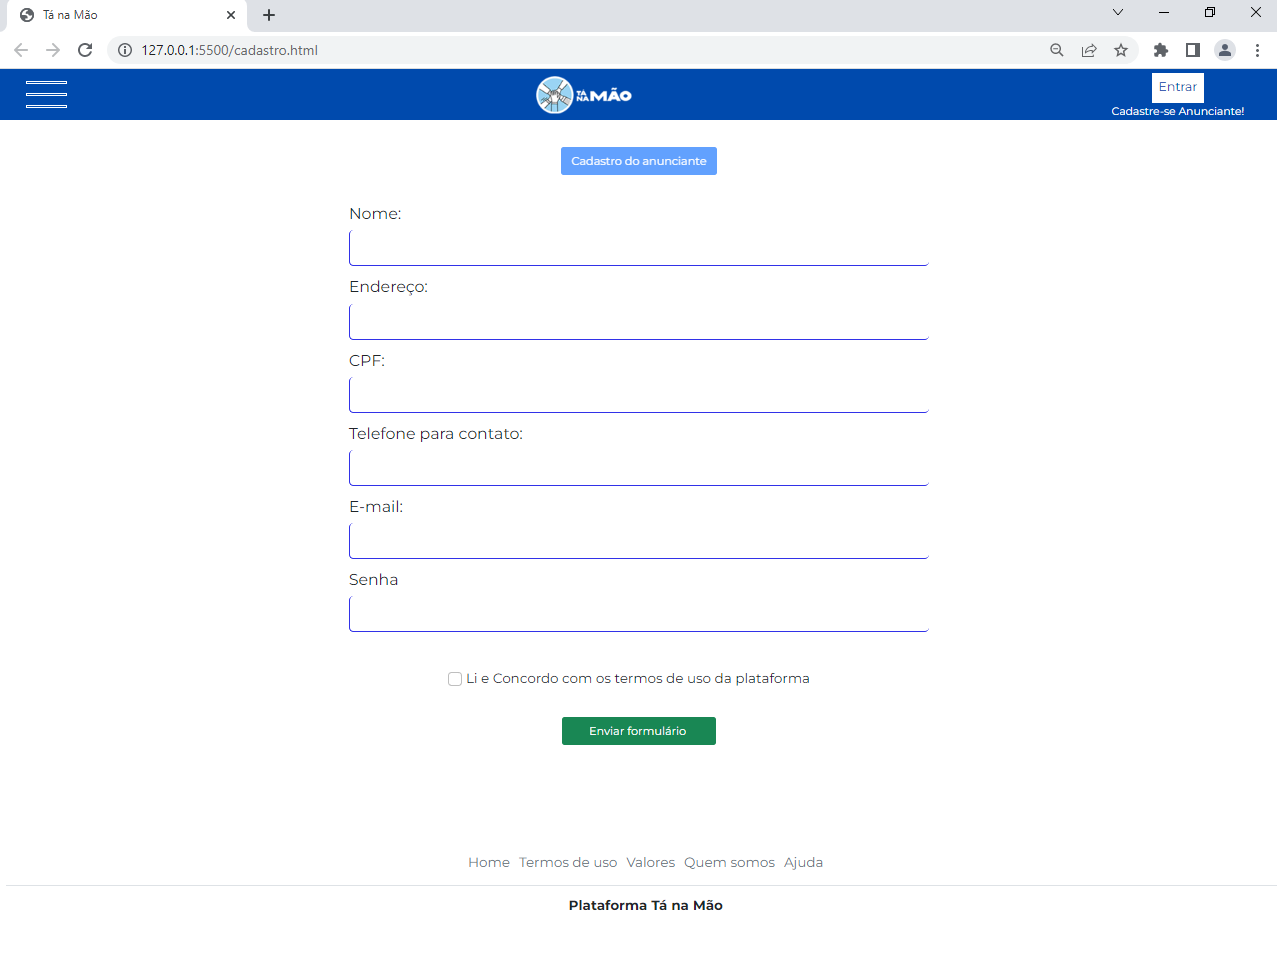 Tá na Mão
127.0.0.1:5500/cadastro.html
TÁ NA MÃO
Entrar
Cadastre-se Anunciante!
Cadastro do anunciante
Nome:
Endereço:
CPF:
Telefone para contato:
E-mail:
Senha
Li e Concordo com os termos de uso da plataforma
Enviar formulário
Home Termos de uso Valores Quem somos Ajuda
Plataforma Tá na Mão